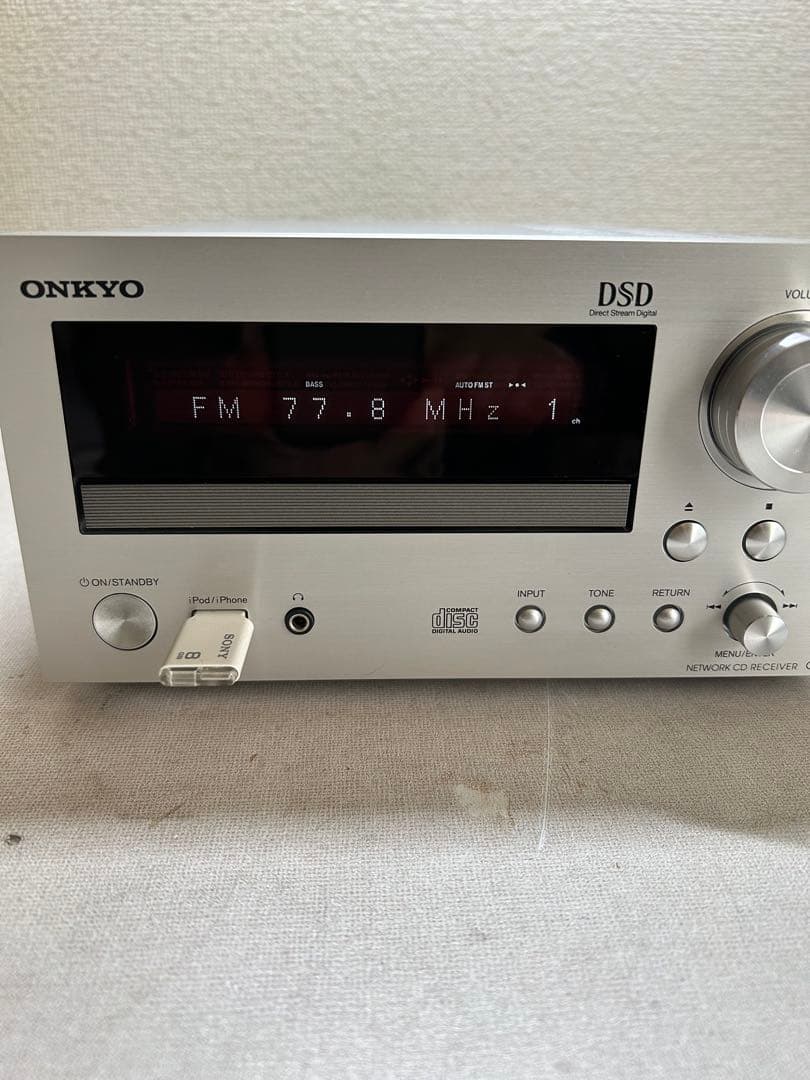 ONKYO
DSD
Direct Stream Digital
VOLU
BASS
AUTO FM ST
FM 77.8 MHz 1 ch
ON/STANDBY
iPod/iPhone
SONY
8 GB
COMPACT
disc
DIGITAL AUDIO
INPUT
TONE
RETURN
MENU/ENTER
NETWORK CD RECEIVER